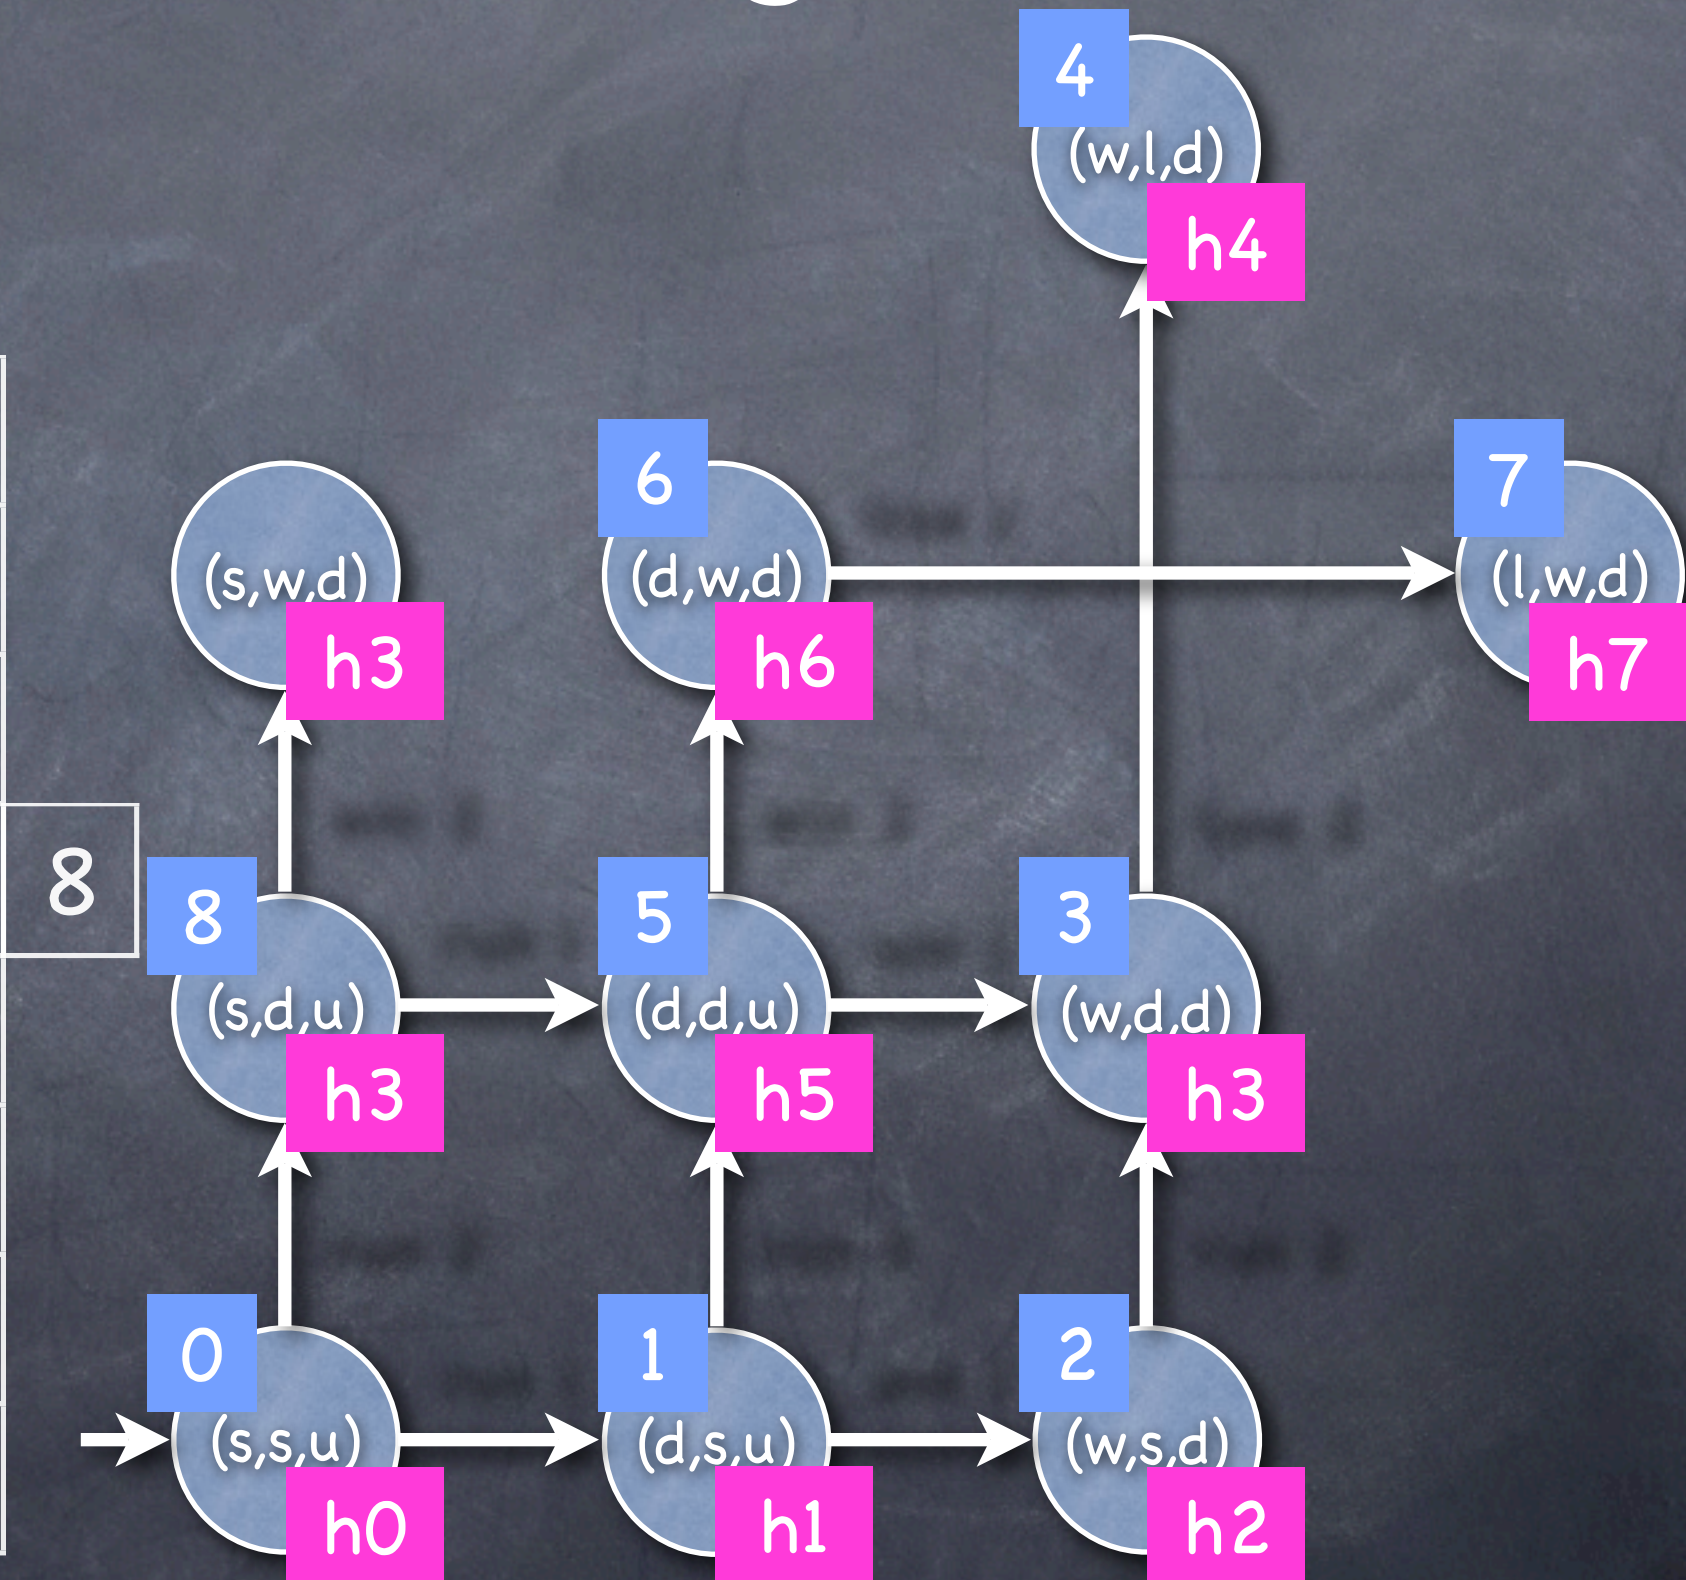 4
(w,l,d)
h4
6
7
(s,w,d)
(d,w,d)
(l,w,d)
h3
h6
h7
8
8
5
3
(s,d,u)
(d,d,u)
(w,d,d)
h3
h5
h3
0
1
2
(s,s,u)
(d,s,u)
(w,s,d)
h0
h1
h2